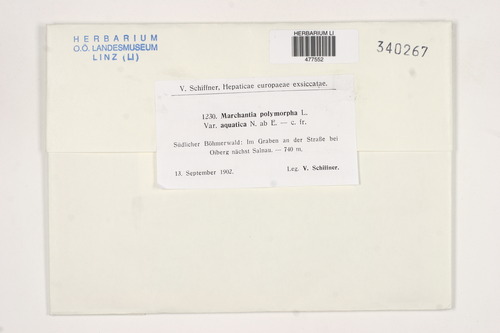 HERBARIUM
O.Ö. LANDESMUSEUM
LINZ (LI)
HERBARIUM LI
477552
340267
V. Schiffner, Hepaticae europaeae exsiccatae.
1230. Marchantia polymorpha L.
Var. aquatica N. ab E. — c. fr.
Südlicher Böhmerwald: Im Graben an der Straße bei
Oiberg nächst Salnau. — 740 m.
13. September 1902.
Leg. V. Schiffner.